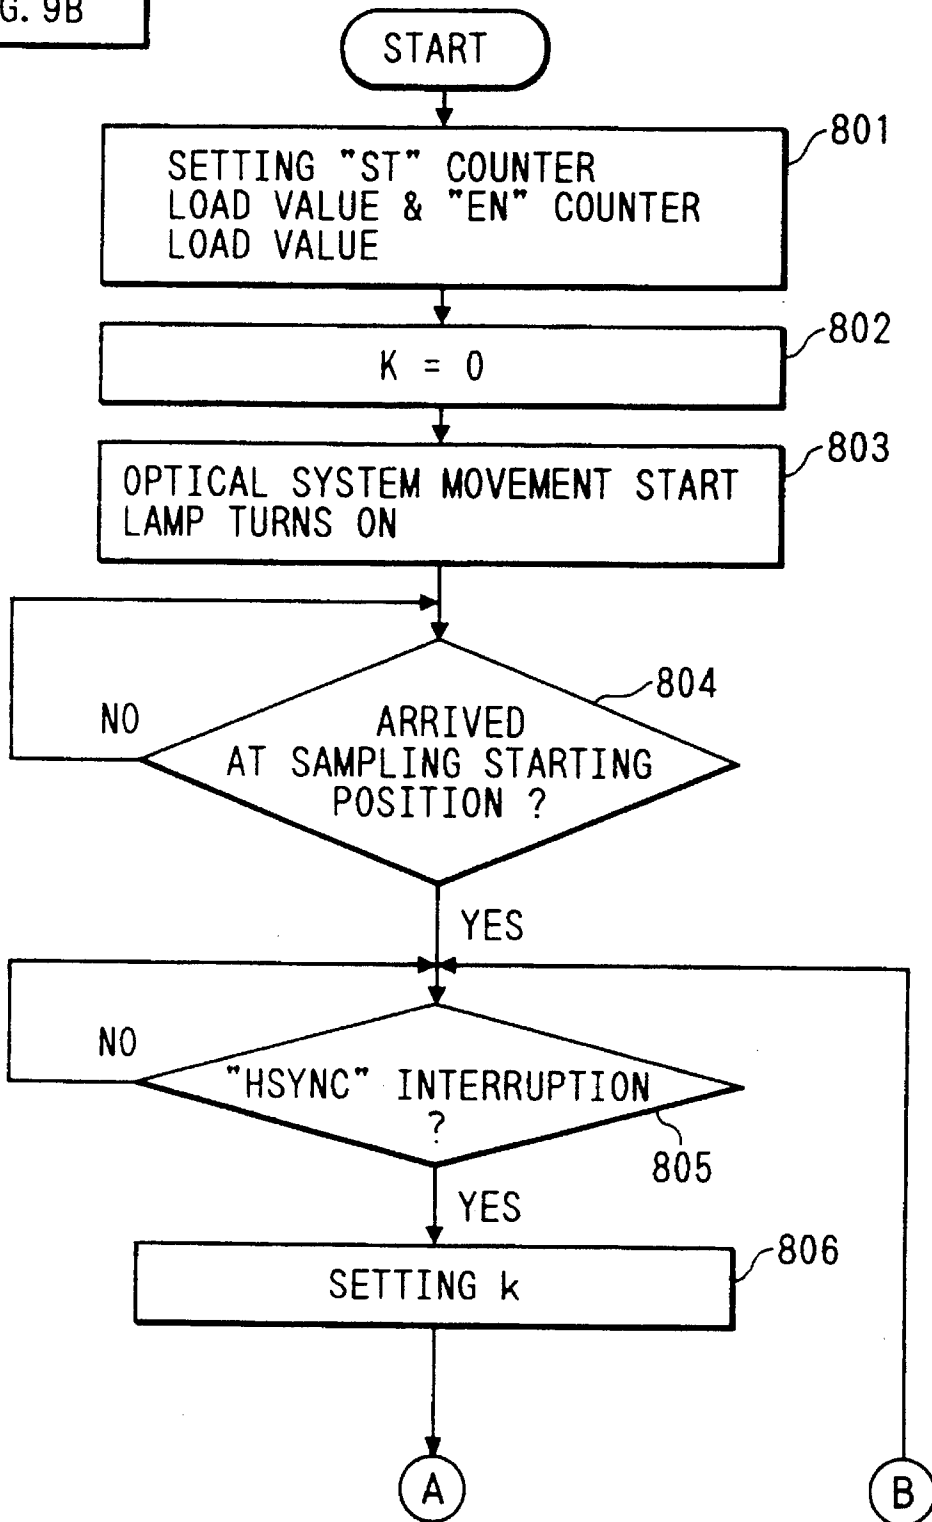 G. 9B
START
801
SETTING "ST" COUNTER
LOAD VALUE & "EN" COUNTER
LOAD VALUE
802
K = 0
803
OPTICAL SYSTEM MOVEMENT START
LAMP TURNS ON
804
NO
ARRIVED
AT SAMPLING STARTING
POSITION ?
YES
NO
"HSYNC" INTERRUPTION
?
805
YES
806
SETTING k
A
B